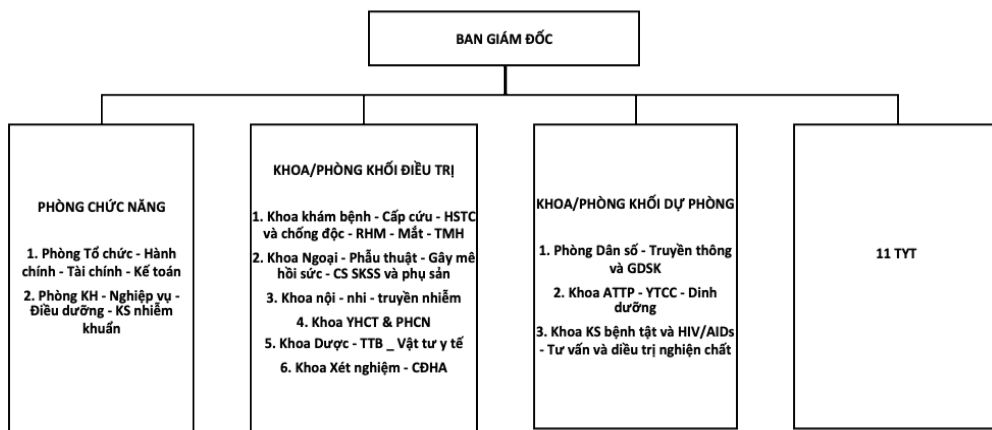 BAN GIÁM ĐỐC
PHÒNG CHỨC NĂNG
1. Phòng Tổ chức - Hành
chính - Tài chính - Kế toán
2. Phòng KH - Nghiệp vụ -
Điều dưỡng - KS nhiễm
khuẩn
KHOA/PHÒNG KHỐI ĐIỀU TRỊ
1. Khoa khám bệnh - Cấp cứu - HSTC
và chống độc - RHM - Mắt - TMH
2. Khoa Ngoại - Phẫu thuật - Gây mê
hồi sức - CS SKSS và phụ sản
3. Khoa nội - nhi - truyền nhiễm
4. Khoa YHCT & PHCN
5. Khoa Dược - TTB _ Vật tư y tế
6. Khoa Xét nghiệm - CĐHA
KHOA/PHÒNG KHỐI DỰ PHÒNG
1. Phòng Dân số - Truyền thông
và GDSK
2. Khoa ATTP - YTCC - Dinh
dưỡng
3. Khoa KS bệnh tật và HIV/AIDs
- Tư vấn và diều trị nghiện chất
11 TYT